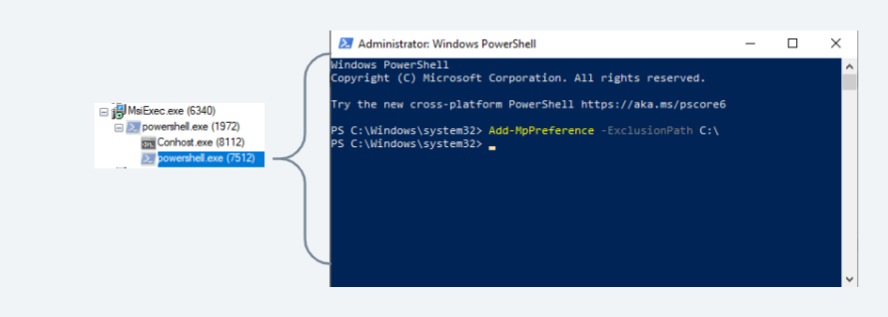 MsiExec.exe (6340)
powershell.exe (1972)
Conhost.exe (8112)
powershell.exe (7512)
Administrator: Windows PowerShell
Windows PowerShell
Copyright (C) Microsoft Corporation. All rights reserved.
Try the new cross-platform PowerShell https://aka.ms/pscore6
PS C:\Windows\system32> Add-MpPreference -ExclusionPath C:\
PS C:\Windows\system32> _